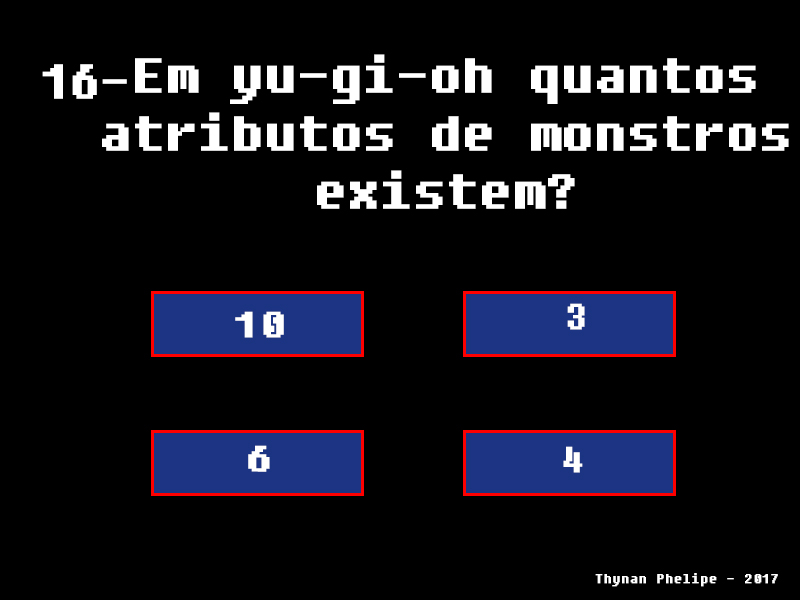 16-Em yu-gi-oh quantos
atributos de monstros
existem?
10
3
6
4
Thynan Phelipe - 2017